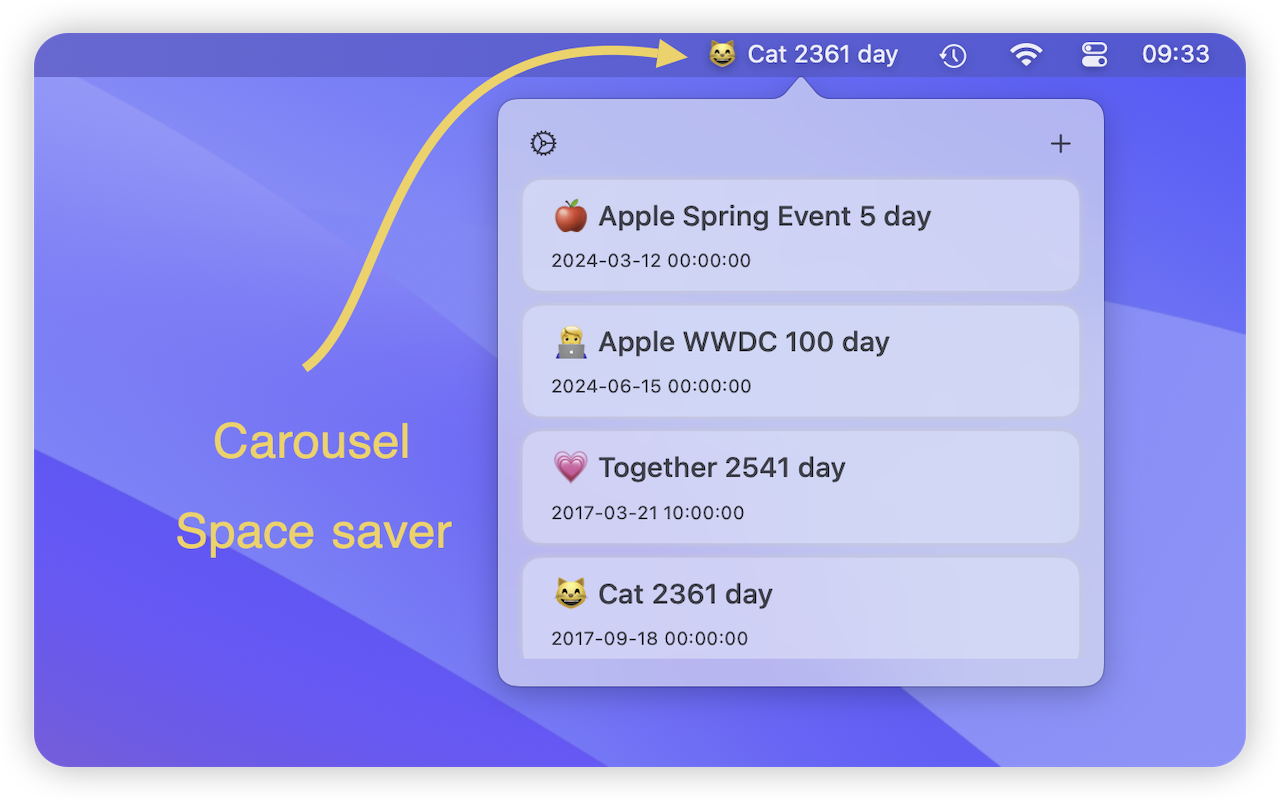 😸 Cat 2361 day 09:33
🍎 Apple Spring Event 5 day
2024-03-12 00:00:00
🧑‍💻 Apple WWDC 100 day
2024-06-15 00:00:00
💗 Together 2541 day
2017-03-21 10:00:00
😸 Cat 2361 day
2017-09-18 00:00:00
Carousel
Space saver